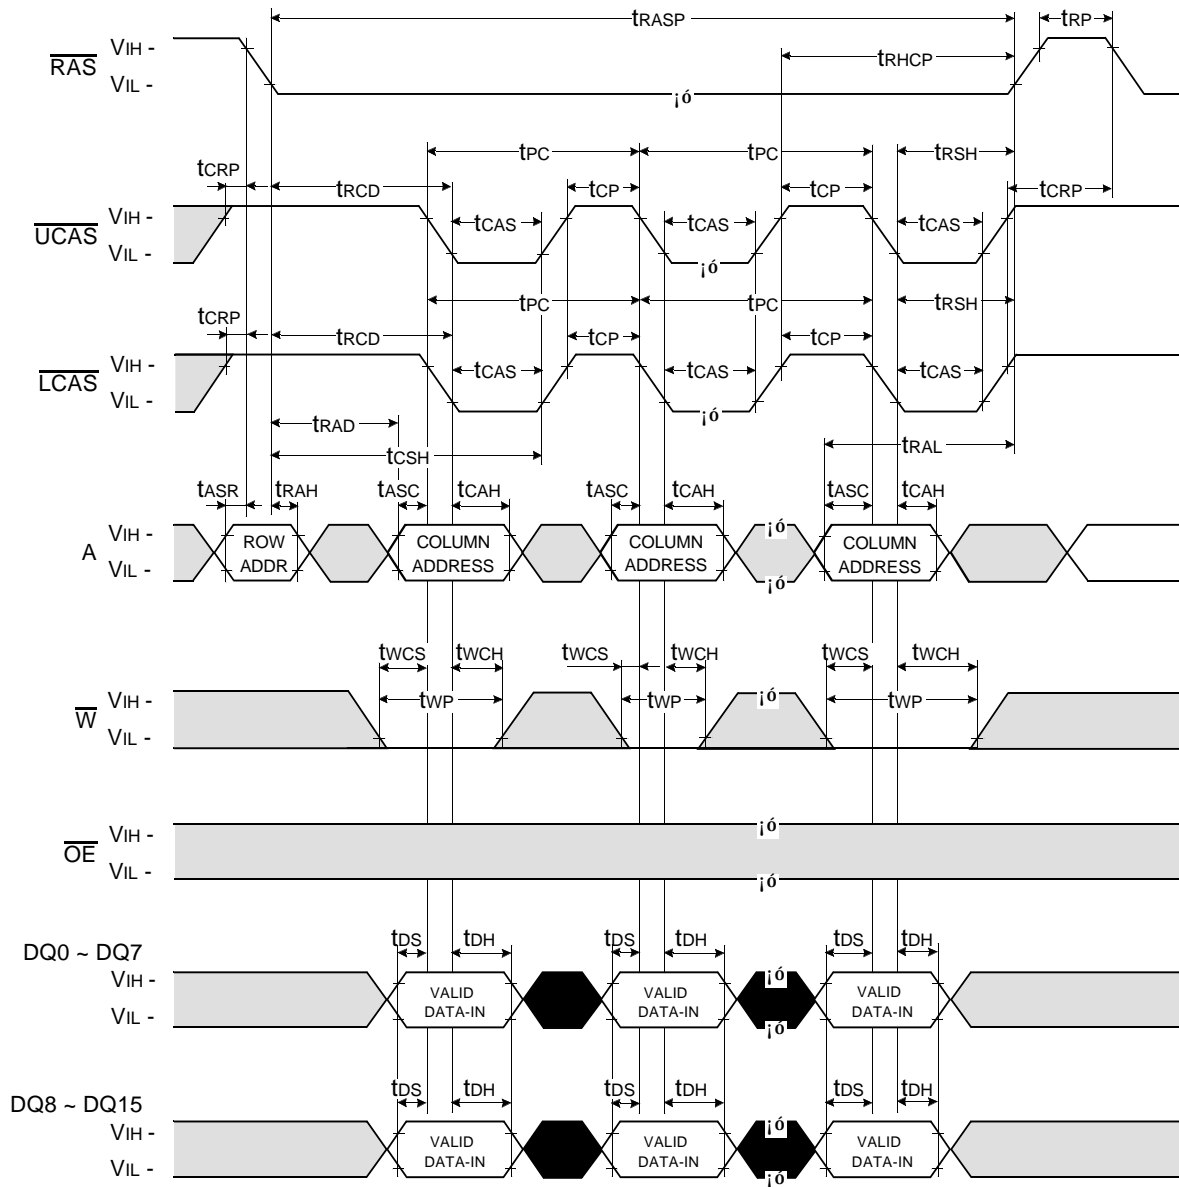 tRASP
tRP
RAS
VIH -
tRHCP
VIL -
¡ó
tPC tPC tRSH
tCRP
tRCD tCP tCP tCRP
UCAS
VIH -
tCAS tCAS tCAS
VIL -
¡ó
tPC tPC tRSH
tCRP
tRCD tCP tCP
LCAS
VIH -
tCAS tCAS tCAS
VIL -
¡ó
tRAD
tCSH
tRAL
tASR tRAH tASC tCAH tASC tCAH tASC tCAH
A
VIH -
VIL -
ROW
ADDR
COLUMN
ADDRESS
COLUMN
ADDRESS
¡ó
¡ó
COLUMN
ADDRESS
tWCS tWCH tWCS tWCH tWCS tWCH
W
VIH -
tWP tWP ¡ó tWP
VIL -
OE
VIH -
¡ó
VIL -
¡ó
tDS tDH tDS tDH tDS tDH
DQ0 ~ DQ7
VIH -
VIL -
VALID
DATA-IN
VALID
DATA-IN
¡ó
¡ó
VALID
DATA-IN
tDS tDH tDS tDH tDS tDH
DQ8 ~ DQ15
VIH -
VIL -
VALID
DATA-IN
VALID
DATA-IN
¡ó
¡ó
VALID
DATA-IN